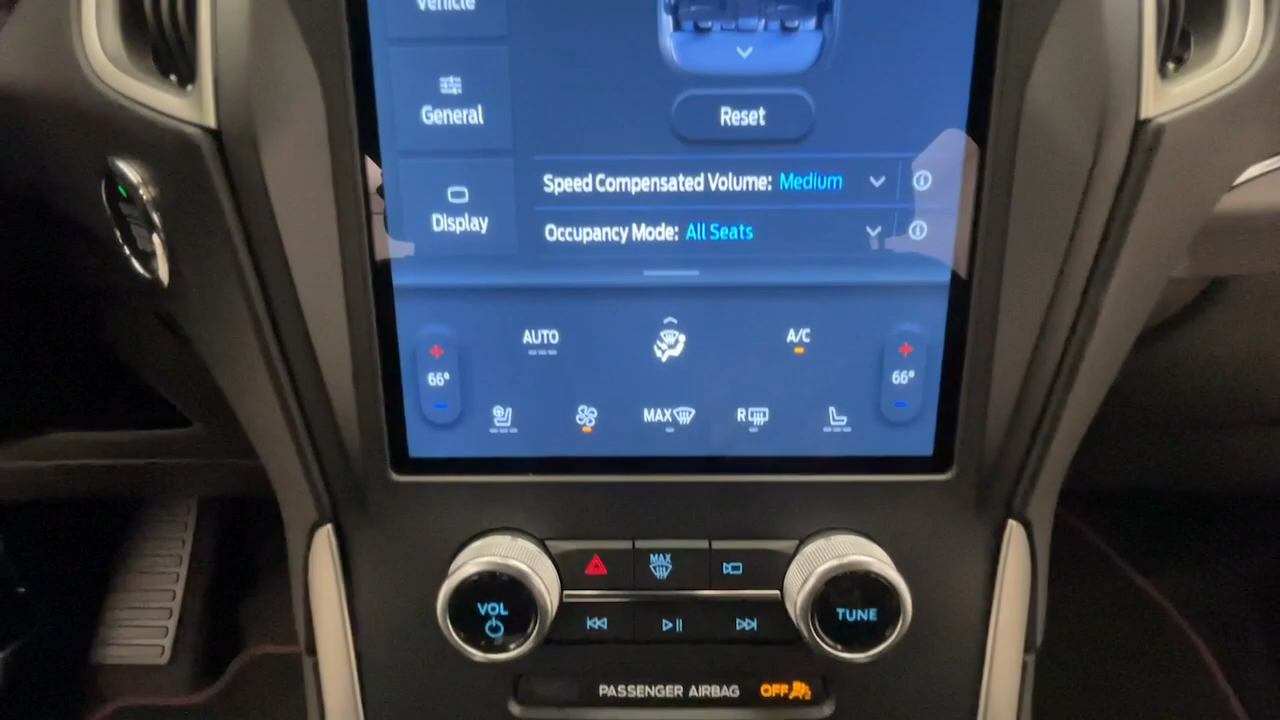 Vehicle
General
Reset
Speed Compensated Volume: Medium
Display
Occupancy Mode: All Seats
AUTO
A/C
66°
66°
MAX
R
MAX
VOL
TUNE
PASSENGER AIRBAG OFF